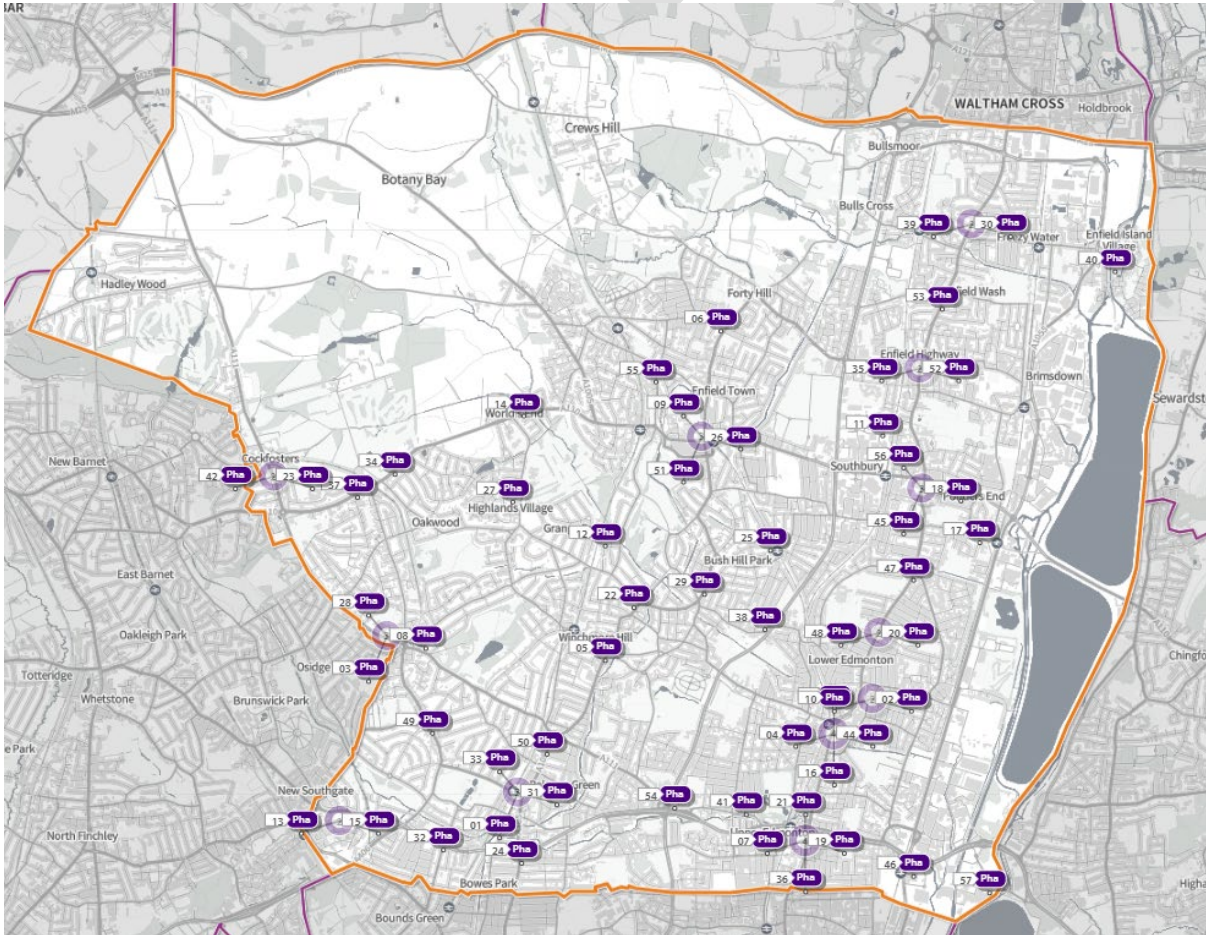 BAR
WALTHAM CROSS
Holdbrook
Crews Hill
Bullsmoor
Botany Bay
Bulls Cross
39 Pha
30 Pha
Enfield Island
Village
40 Pha
Hadley Wood
Forty Hill
53 Pha
06 Pha
Enfield Highway
55 Pha
35 Pha
52 Pha
Brimsdown
Enfield Town
14 Pha
09 Pha
11 Pha
26 Pha
New Barnet
Cockfosters
34 Pha
56 Pha
Southbury
51 Pha
42 Pha
23 Pha
37 Pha
27 Pha
18 Pha
Highlands Village
Oakwood
45 Pha
17 Pha
12 Pha
25 Pha
Bush Hill Park
47 Pha
East Barnet
29 Pha
22 Pha
28 Pha
38 Pha
Oakleigh Park
08 Pha
Winchmore Hill
05 Pha
48 Pha
20 Pha
Osidge
03 Pha
Lower Edmonton
Totteridge
Whetstone
Brunswick Park
10 Pha
02 Pha
49 Pha
04 Pha
44 Pha
50 Pha
33 Pha
16 Pha
New Southgate
31 Pha
54 Pha
41 Pha
21 Pha
13 Pha
15 Pha
01 Pha
North Finchley
32 Pha
24 Pha
07 Pha
19 Pha
46 Pha
36 Pha
57 Pha
Bowes Park
Bounds Green